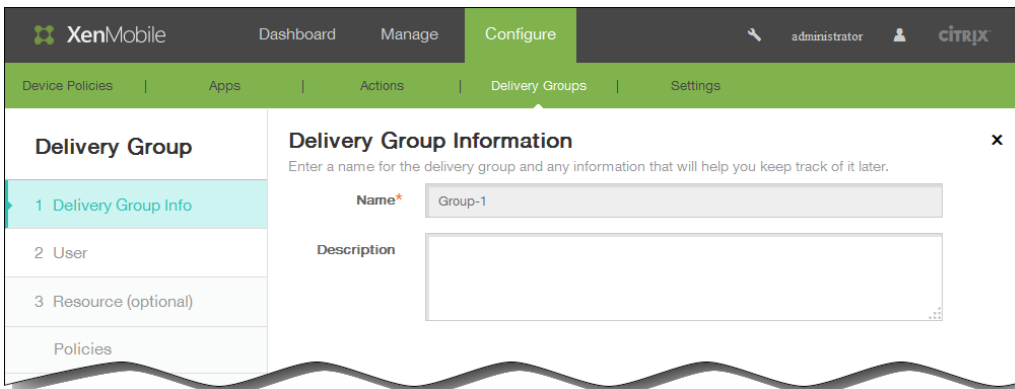 XenMobile Dashboard Manage Configure administrator CİTRIX
Device Policies | Apps | Actions | Delivery Groups | Settings
Delivery Group
1 Delivery Group Info
2 User
3 Resource (optional)
Policies
Delivery Group Information x
Enter a name for the delivery group and any information that will help you keep track of it later.
Name* Group-1
Description